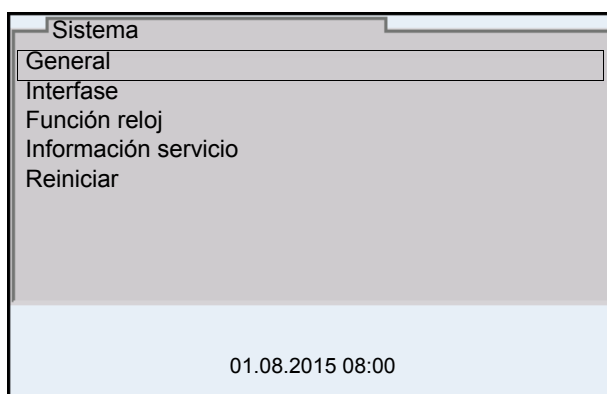 Sistema
General
Interfase
Función reloj
Información servicio
Reiniciar
01.08.2015 08:00